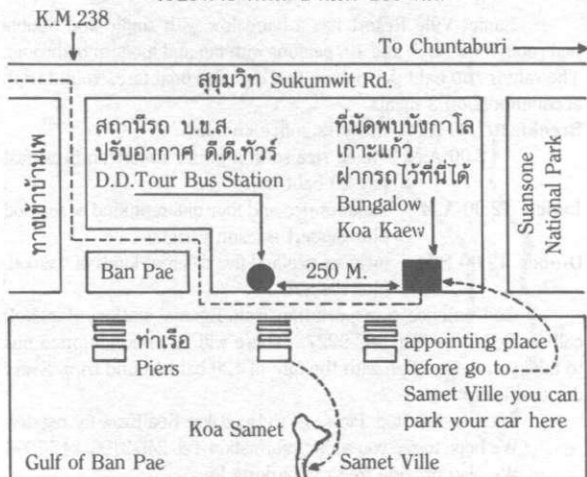 K.M.238
To Chuntaburi
สุขุมวิท Sukumwit Rd.
ทางเข้าบ้านเพ
สถานีรถ บ.ข.ส.
ปรับอากาศ ดี.ดี.ทัวร์
D.D.Tour Bus Station
ที่นัดพบบังกาโล
เกาะแก้ว
ฝากรถไว้ที่นี่ได้
Bungalow
Koa Kaew
Suansone
National Park
Ban Pae
250 M.
ท่าเรือ
Piers
appointing place
before go to
Samet Ville you can
park your car here
Koa Samet
Gulf of Ban Pae
Samet Ville